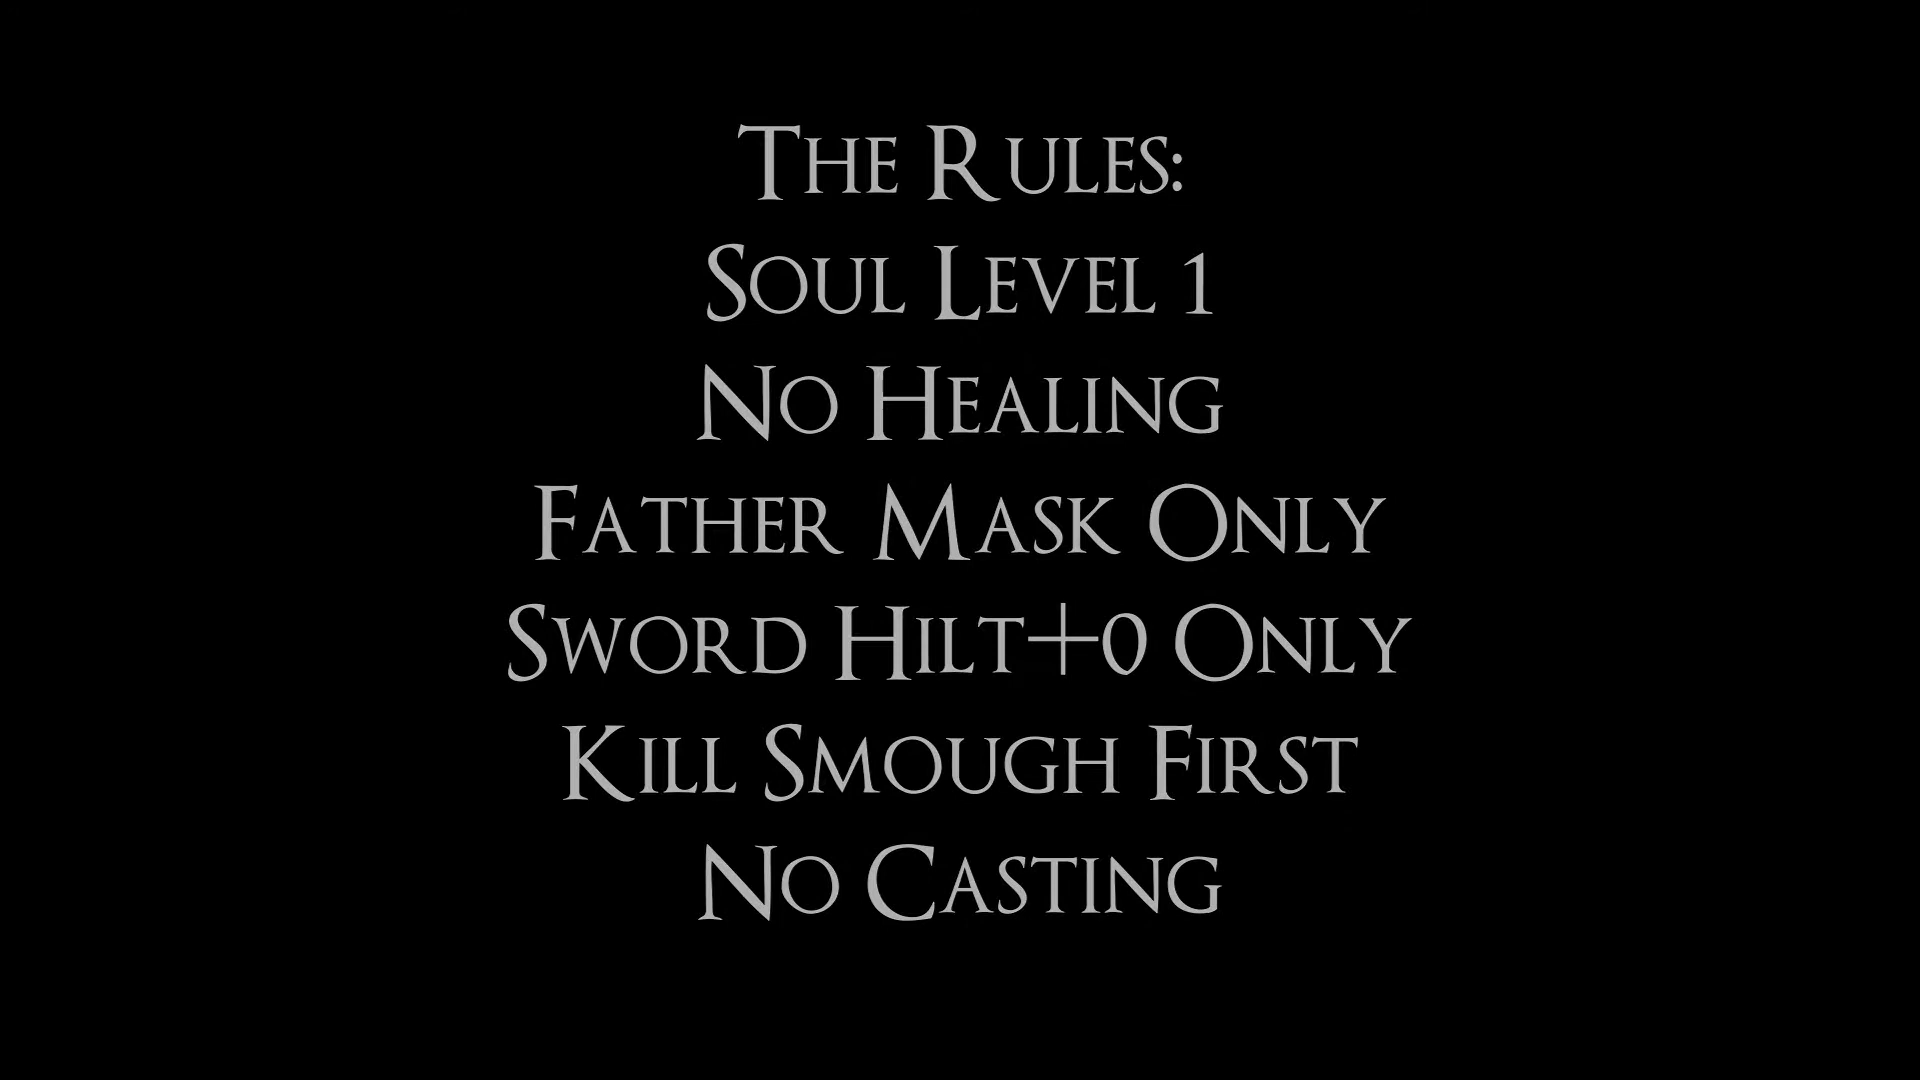 The Rules:
Soul Level 1
No Healing
Father Mask Only
Sword Hilt+0 Only
Kill Smough First
No Casting